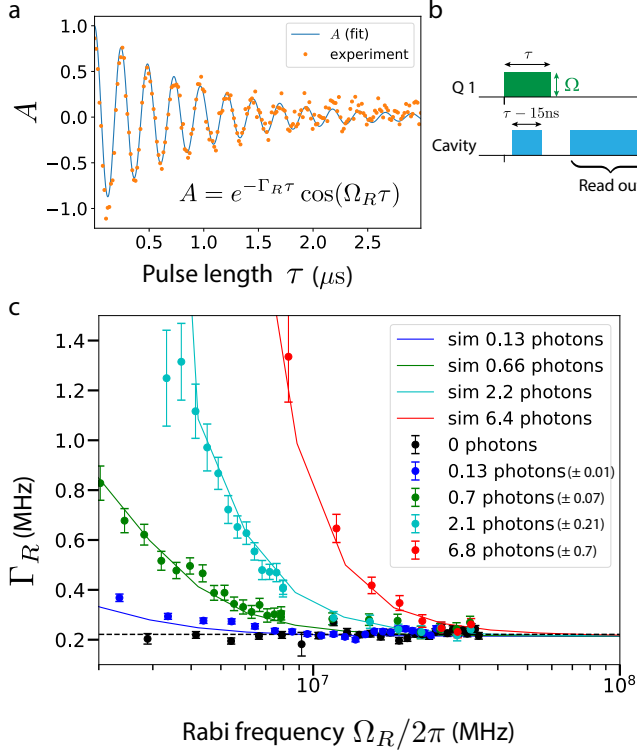 a
1.0
0.5
0.0
−0.5
−1.0
A
A (fit)
experiment
A = e^{−Γ_R τ} cos(Ω_R τ)
0.5 1.0 1.5 2.0 2.5
Pulse length τ (μs)
b
τ
Q 1
Ω
τ − 15ns
Cavity
Read ou
c
1.4
1.2
1.0
0.8
0.6
0.4
0.2
Γ_R (MHz)
sim 0.13 photons
sim 0.66 photons
sim 2.2 photons
sim 6.4 photons
0 photons
0.13 photons (± 0.01)
0.7 photons (± 0.07)
2.1 photons (± 0.21)
6.8 photons (± 0.7)
10^7 10^8
Rabi frequency Ω_R/2π (MHz)